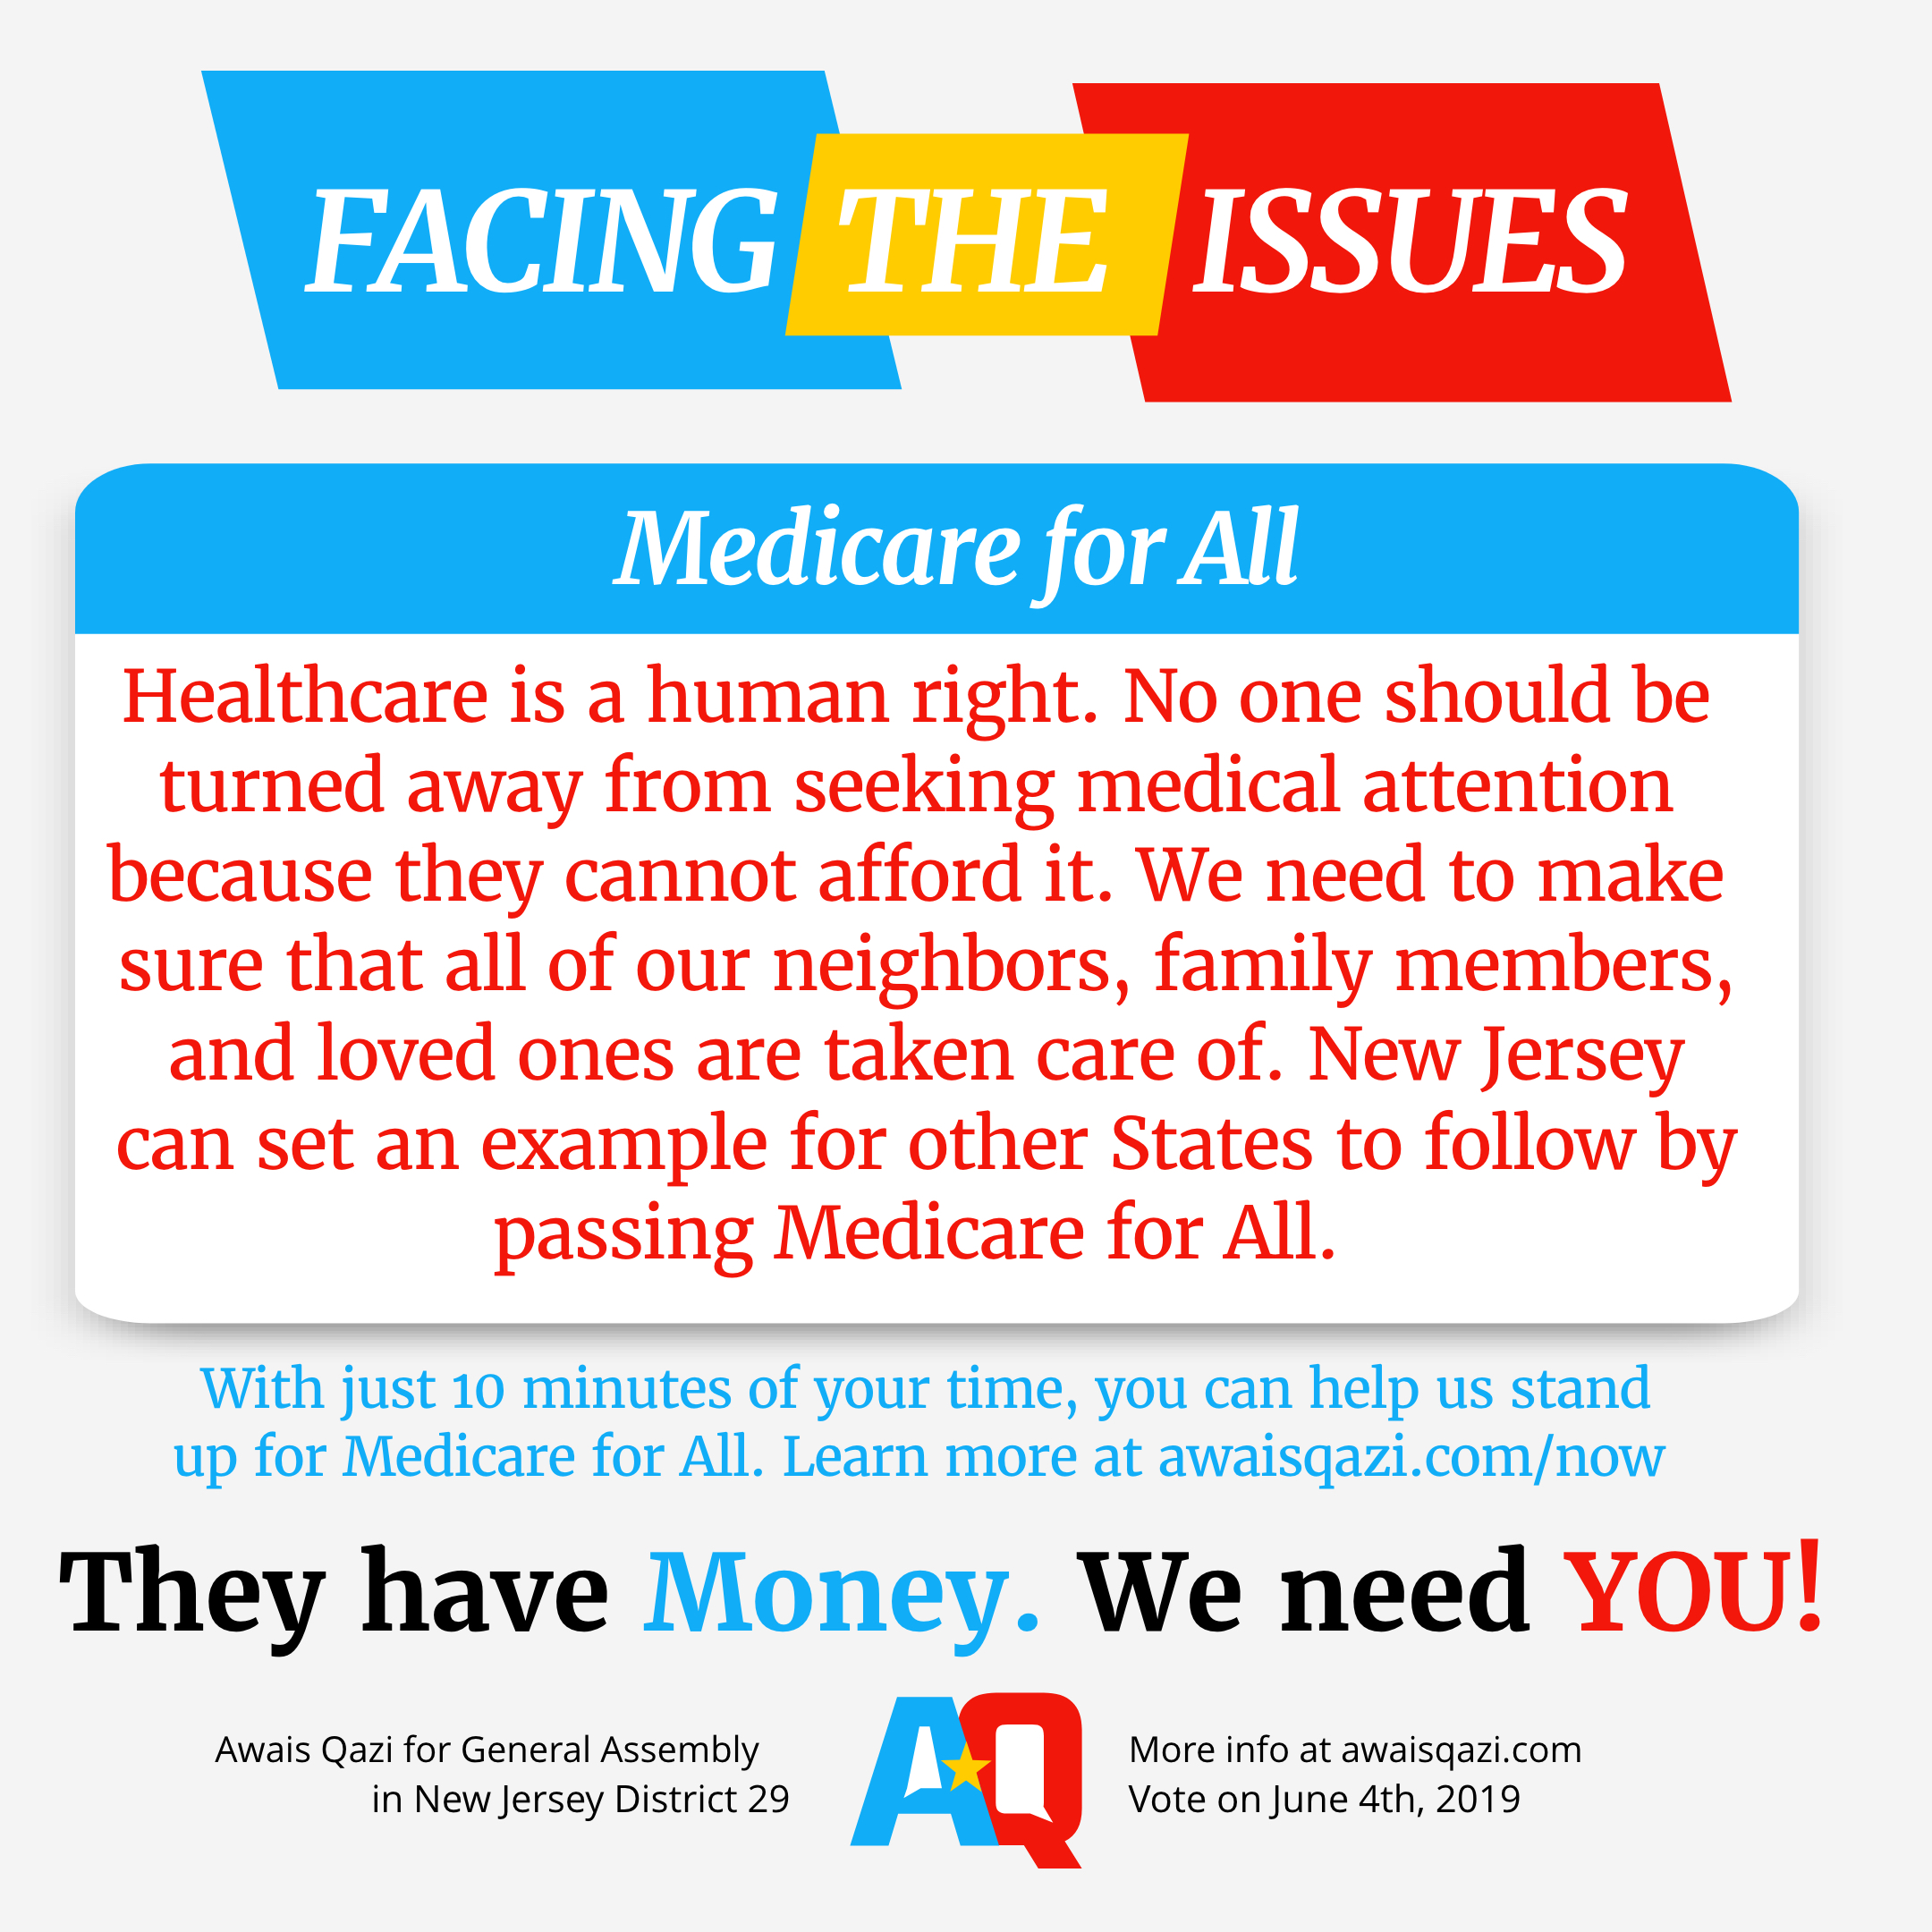 FACING THE ISSUES
Medicare for All
Healthcare is a human right. No one should be
turned away from seeking medical attention
because they cannot afford it. We need to make
sure that all of our neighbors, family members,
and loved ones are taken care of. New Jersey
can set an example for other States to follow by
passing Medicare for All.
With just 10 minutes of your time, you can help us stand
up for Medicare for All. Learn more at awaisqazi.com/now
They have Money. We need YOU!
Awais Qazi for General Assembly
in New Jersey District 29
AQ
More info at awaisqazi.com
Vote on June 4th, 2019